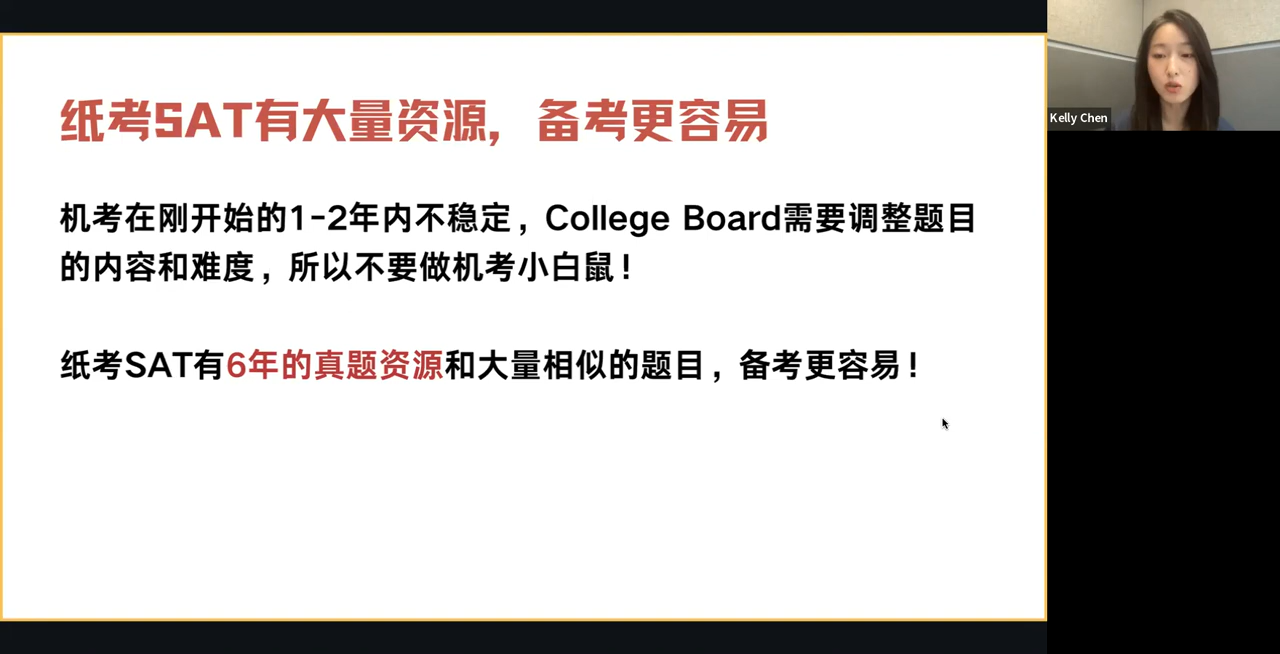 纸考SAT有大量资源，备考更容易
机考在刚开始的1-2年内不稳定，College Board需要调整题目
的内容和难度，所以不要做机考小白鼠！
纸考SAT有6年的真题资源和大量相似的题目，备考更容易！
Kelly Chen